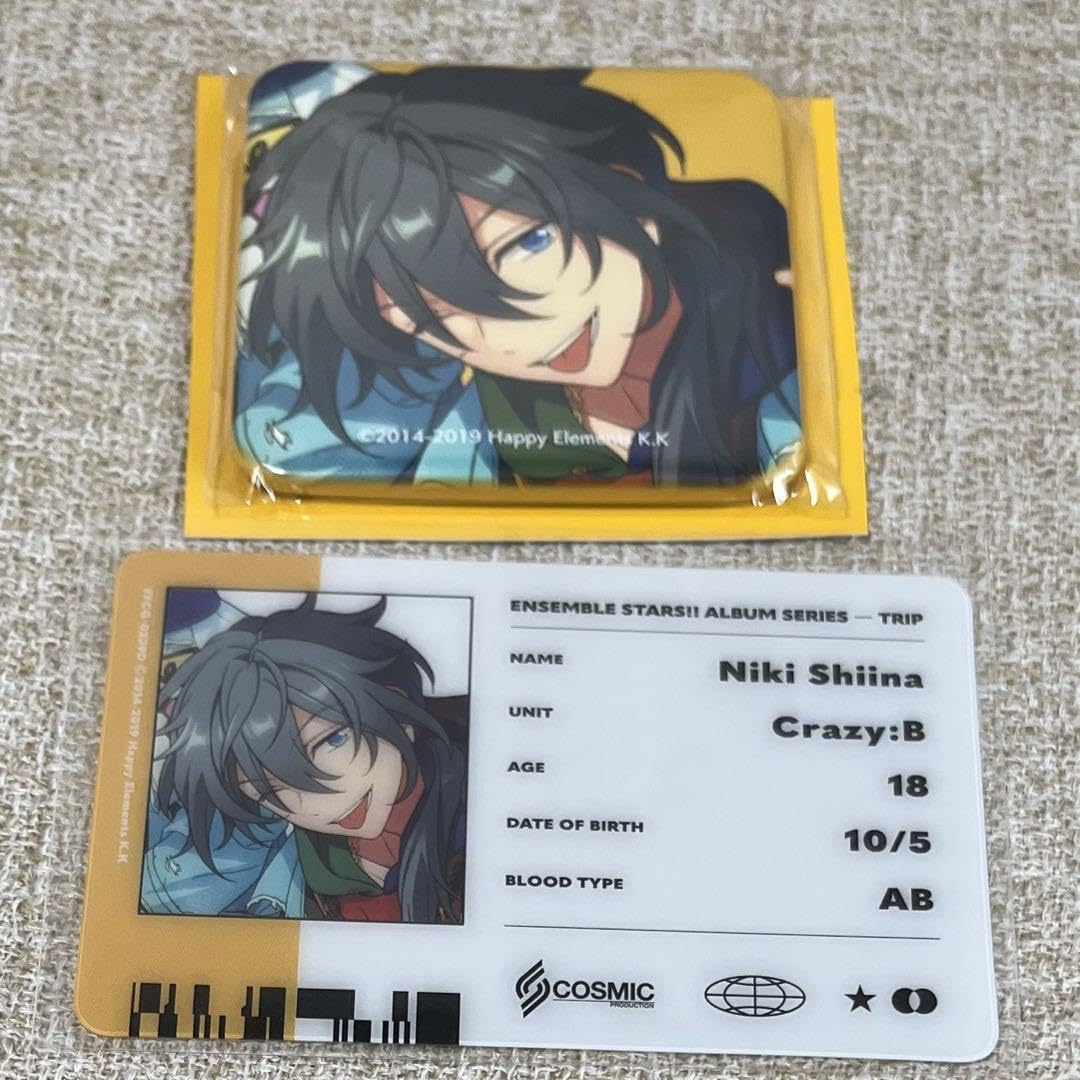 ©2014-2019 Happy Elements K.K
ENSEMBLE STARS!! ALBUM SERIES — TRIP
NAME Niki Shiina
UNIT Crazy:B
AGE 18
DATE OF BIRTH 10/5
BLOOD TYPE AB
COSMIC
PRODUCTION
©2014-2019 Happy Elements K.K